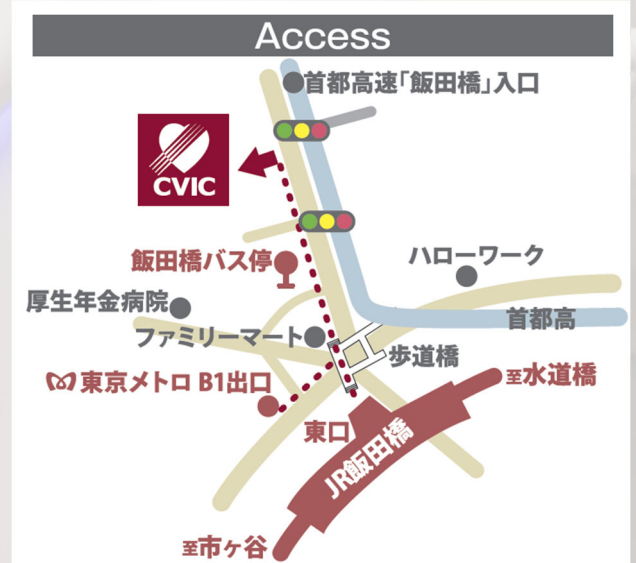 Access
首都高速「飯田橋」入口
CVIC
飯田橋バス停
ハローワーク
厚生年金病院
首都高
ファミリーマート
歩道橋
東京メトロ B1出口
至水道橋
東口
JR飯田橋
至市ヶ谷